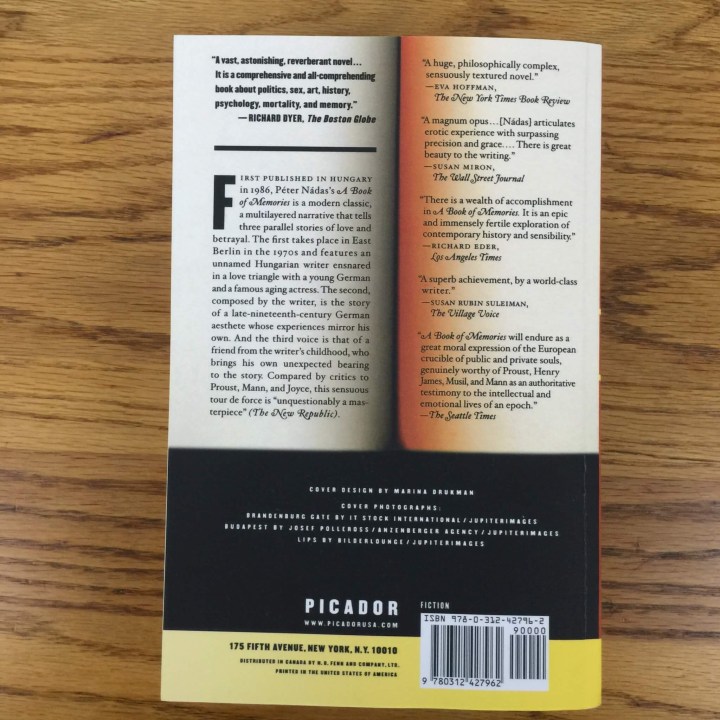 "A vast, astonishing, reverberant novel...
It is a comprehensive and all-comprehending
book about politics, sex, art, history,
psychology, mortality, and memory."
—RICHARD DYER, The Boston Globe
FIRST PUBLISHED IN HUNGARY
in 1986, Péter Nádas's A Book
of Memories is a modern classic,
a multilayered narrative that tells
three parallel stories of love and
betrayal. The first takes place in East
Berlin in the 1970s and features an
unnamed Hungarian writer ensnared
in a love triangle with a young German
and a famous aging actress. The second,
composed by the writer, is the story
of a late-nineteenth-century German
aesthete whose experiences mirror his
own. And the third voice is that of a
friend from the writer's childhood, who
brings his own unexpected bearing
to the story. Compared by critics to
Proust, Mann, and Joyce, this sensuous
tour de force is "unquestionably a mas-
terpiece" (The New Republic).
"A huge, philosophically complex,
sensuously textured novel."
—EVA HOFFMAN,
The New York Times Book Review
"A magnum opus...[Nádas] articulates
erotic experience with surpassing
precision and grace.... There is great
beauty to the writing."
—SUSAN MIRON,
The Wall Street Journal
"There is a wealth of accomplishment
in A Book of Memories. It is an epic
and immensely fertile exploration of
contemporary history and sensibility."
—RICHARD EDER,
Los Angeles Times
"A superb achievement, by a world-class
writer."
—SUSAN RUBIN SULEIMAN,
The Village Voice
"A Book of Memories will endure as a
great moral expression of the European
crucible of public and private souls,
genuinely worthy of Proust, Henry
James, Musil, and Mann as an authoritative
testimony to the intellectual and
emotional lives of an epoch."
—The Seattle Times
COVER DESIGN BY MARINA DRUKMAN
COVER PHOTOGRAPHS:
BRANDENBURG GATE BY IT STOCK INTERNATIONAL/JUPITERIMAGES
BUDAPEST BY JOSEF POLLEROSS/ANZENBERGER AGENCY/JUPITERIMAGES
LIPS BY BILDERLOUNGE/JUPITERIMAGES
PICADOR
WWW.PICADORUSA.COM
175 FIFTH AVENUE, NEW YORK, N.Y. 10010
DISTRIBUTED IN CANADA BY H. B. FENN AND COMPANY, LTD.
PRINTED IN THE UNITED STATES OF AMERICA
FICTION
ISBN 978-0-312-42796-2
90000
9 780312 427962